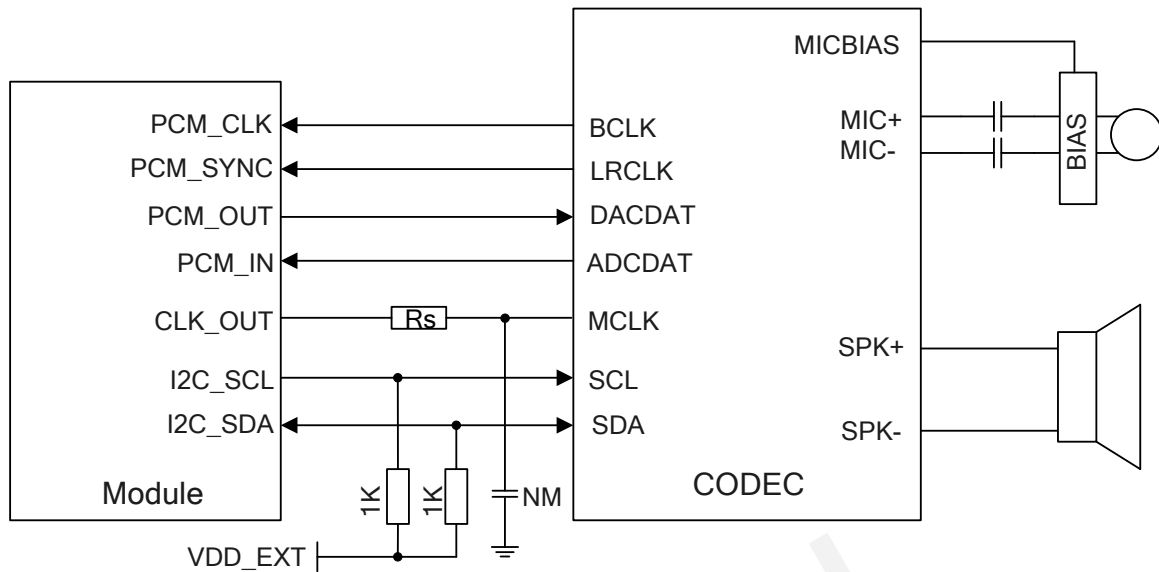 MICBIAS
PCM_CLK
BCLK
MIC+
MIC-
BIAS
PCM_SYNC
LRCLK
PCM_OUT
DACDAT
PCM_IN
ADCDAT
CLK_OUT
Rs
MCLK
SPK+
I2C_SCL
SCL
I2C_SDA
SDA
SPK-
Module
1K
1K
NM
CODEC
VDD_EXT